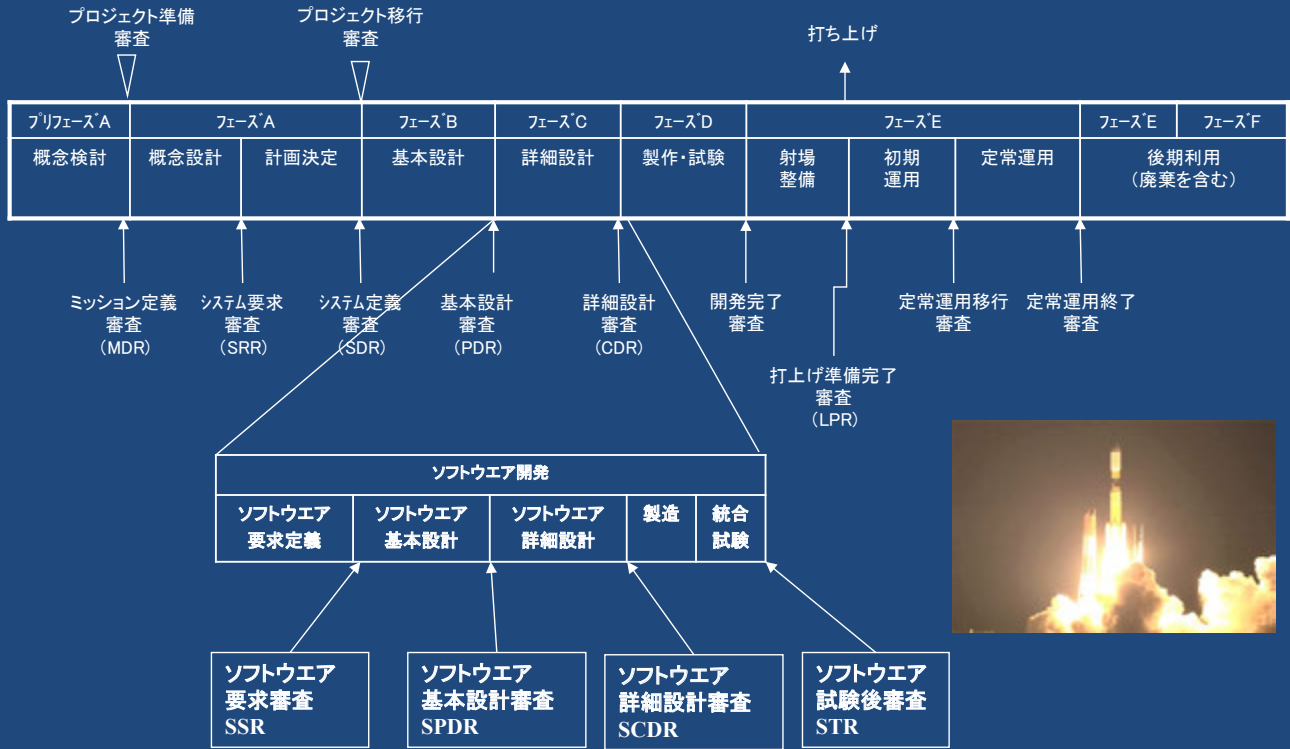 プロジェクト準備
審査
プロジェクト移行
審査
打ち上げ
プリフェーズA
フェーズA
フェーズB
フェーズC
フェーズD
フェーズE
フェーズE
フェーズF
概念検討
概念設計
計画決定
基本設計
詳細設計
製作・試験
射場
整備
初期
運用
定常運用
後期利用
(廃棄を含む)
ミッション定義
審査
(MDR)
システム要求
審査
(SRR)
システム定義
審査
(SDR)
基本設計
審査
(PDR)
詳細設計
審査
(CDR)
開発完了
審査
打上げ準備完了
審査
(LPR)
定常運用移行
審査
定常運用終了
審査
ソフトウエア開発
ソフトウエア
要求定義
ソフトウエア
基本設計
ソフトウエア
詳細設計
製造
統合
試験
ソフトウエア
要求審査
SSR
ソフトウエア
基本設計審査
SPDR
ソフトウエア
詳細設計審査
SCDR
ソフトウエア
試験後審査
STR